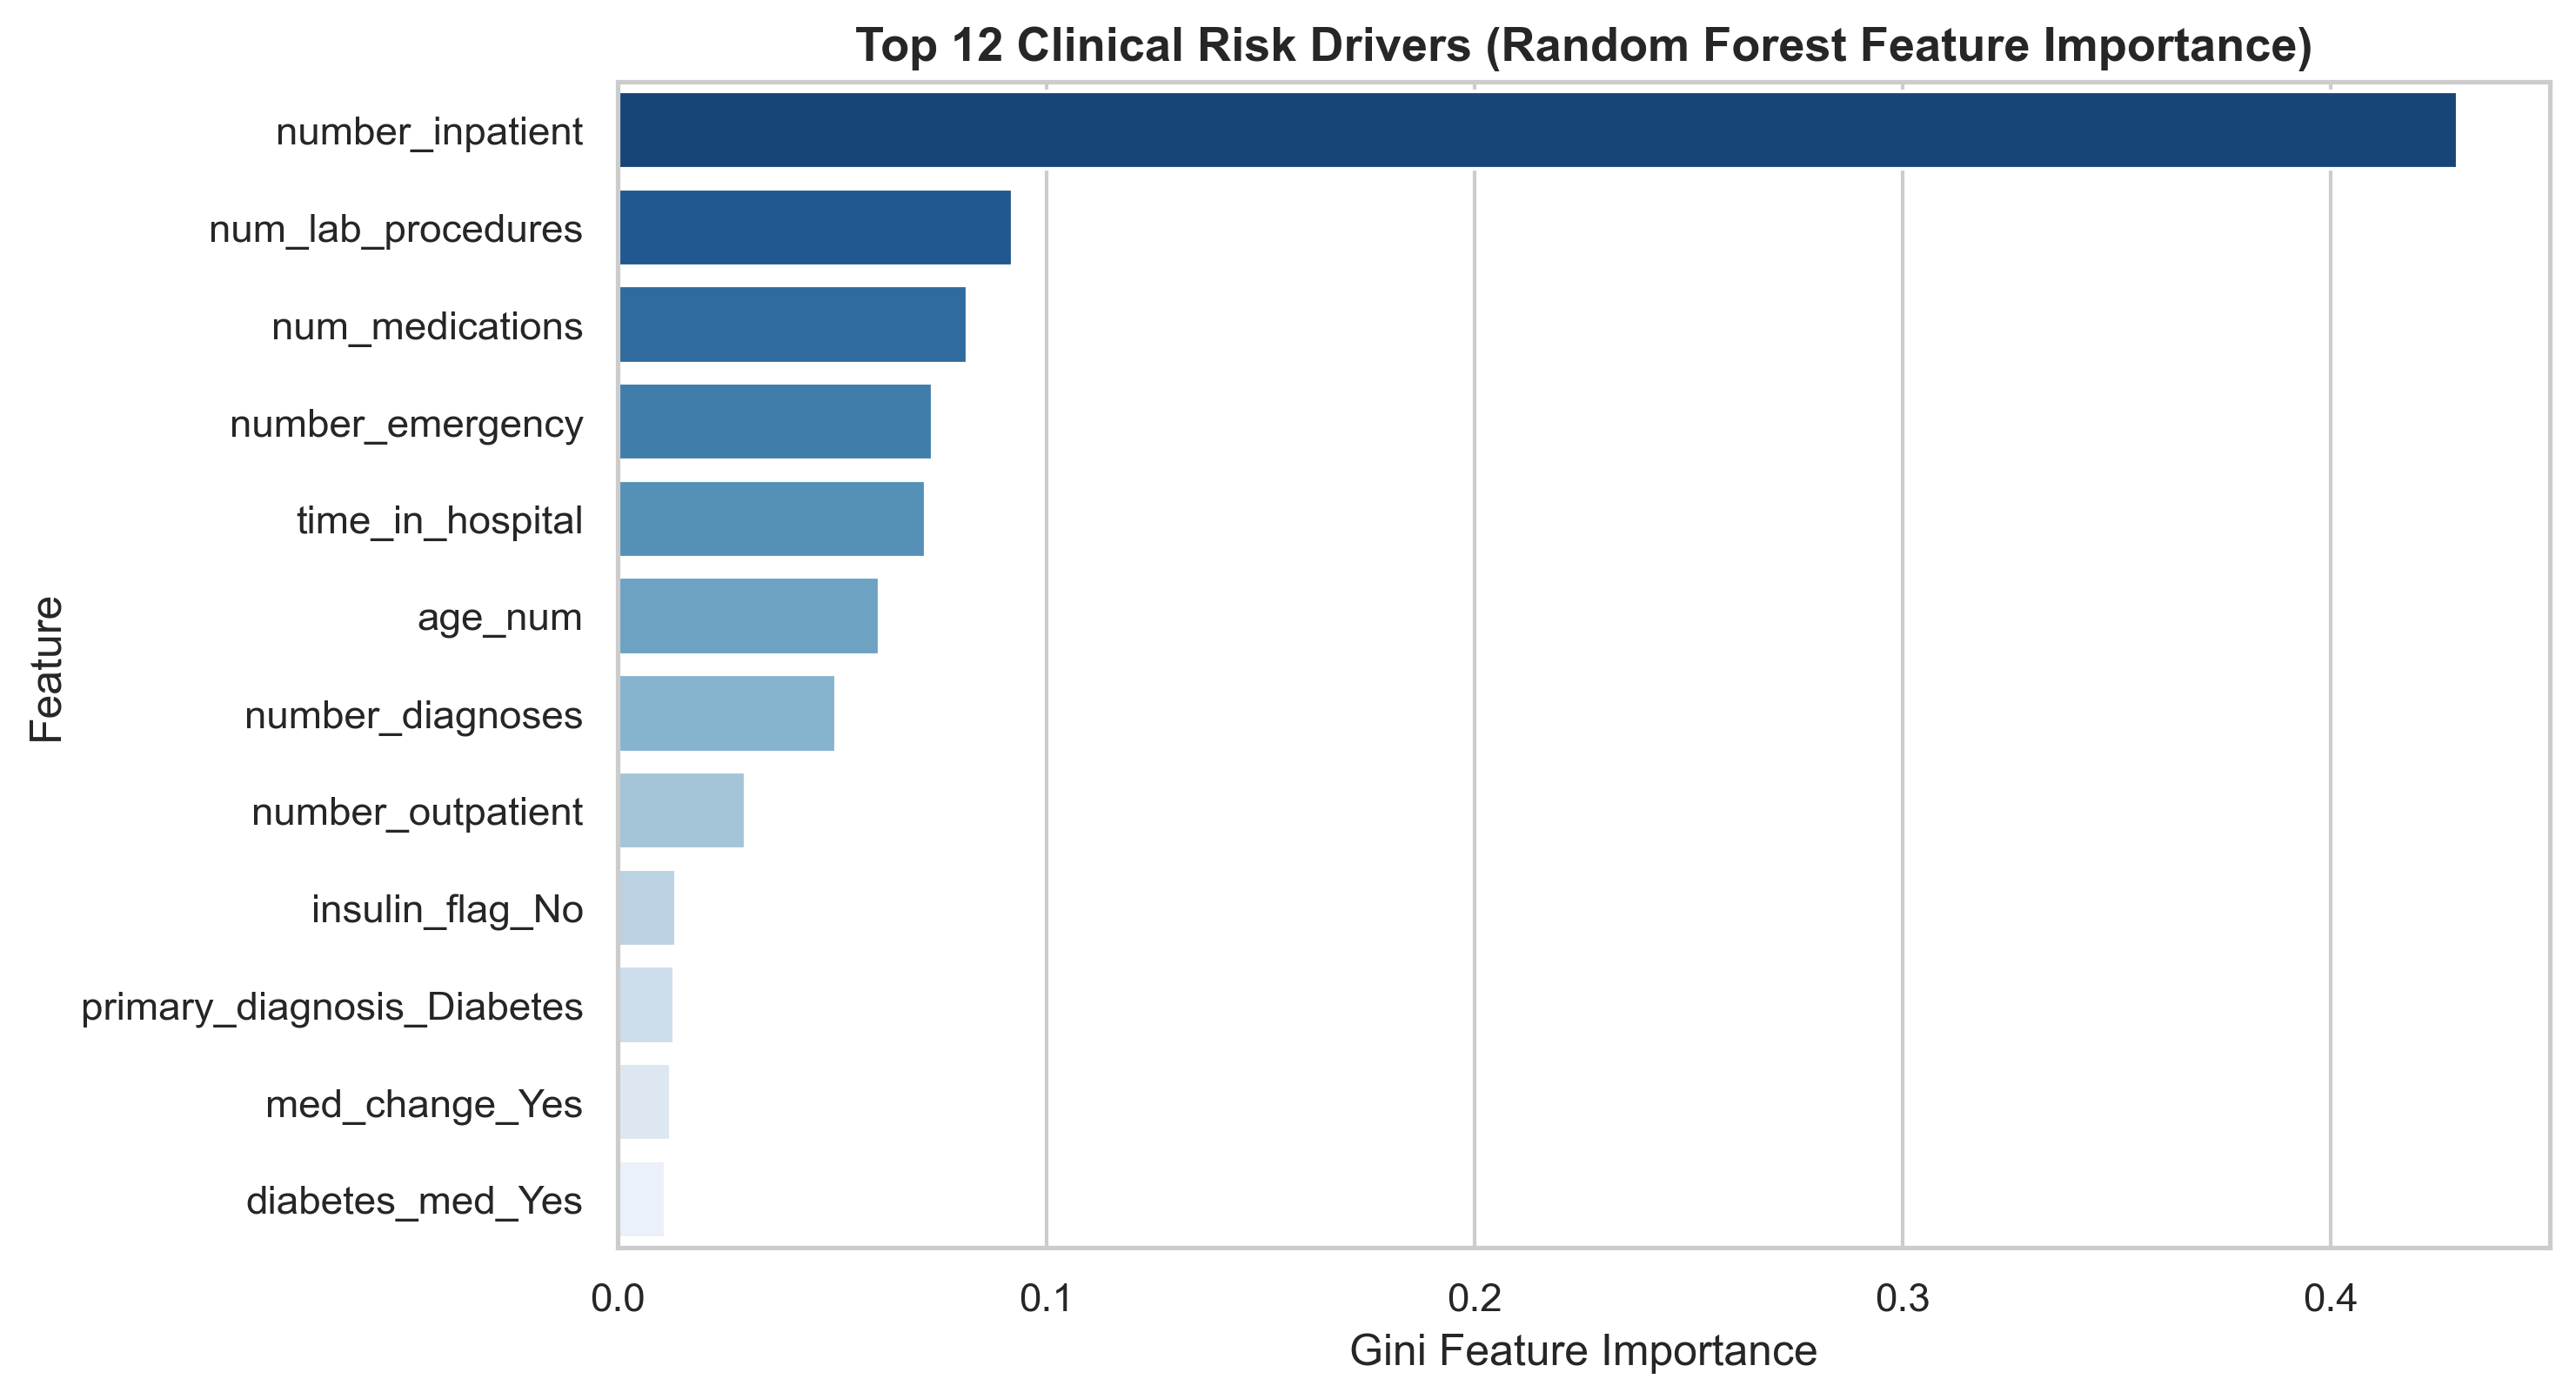 Top 12 Clinical Risk Drivers (Random Forest Feature Importance)
Feature
number_inpatient
num_lab_procedures
num_medications
number_emergency
time_in_hospital
age_num
number_diagnoses
number_outpatient
insulin_flag_No
primary_diagnosis_Diabetes
med_change_Yes
diabetes_med_Yes
0.0 0.1 0.2 0.3 0.4
Gini Feature Importance